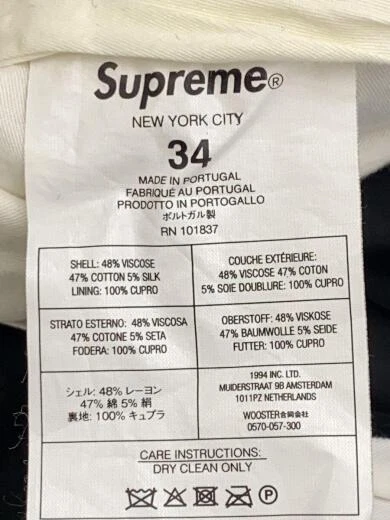 Supreme®
NEW YORK CITY
34
MADE IN PORTUGAL
FABRIQUÉ AU PORTUGAL
PRODOTTO IN PORTOGALLO
ポルトガル製
RN 101837
SHELL: 48% VISCOSE
47% COTTON 5% SILK
LINING: 100% CUPRO
COUCHE EXTÉRIEURE:
48% VISCOSE 47% COTON
5% SOIE DOUBLURE: 100% CUPRO
STRATO ESTERNO: 48% VISCOSA
47% COTONE 5% SETA
FODERA: 100% CUPRO
OBERSTOFF: 48% VISKOSE
47% BAUMWOLLE 5% SEIDE
FUTTER: 100% CUPRO
シェル: 48% レーヨン
47% 綿 5% 絹
裏地: 100% キュプラ
1994 INC. LTD.
MUIDERSTRAAT 9B AMSTERDAM
1011PZ NETHERLANDS
WOOSTER合同会社
0570-057-300
CARE INSTRUCTIONS:
DRY CLEAN ONLY
P